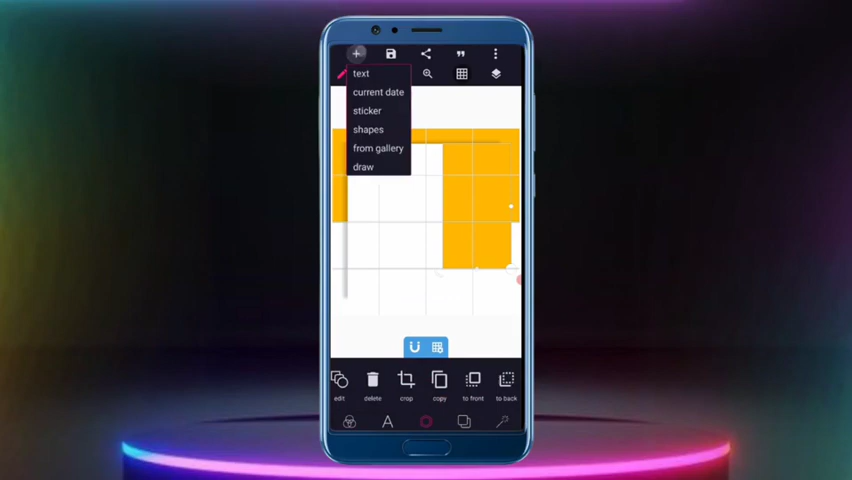 text
current date
sticker
shapes
from gallery
draw
edit
delete
crop
copy
to front
to back